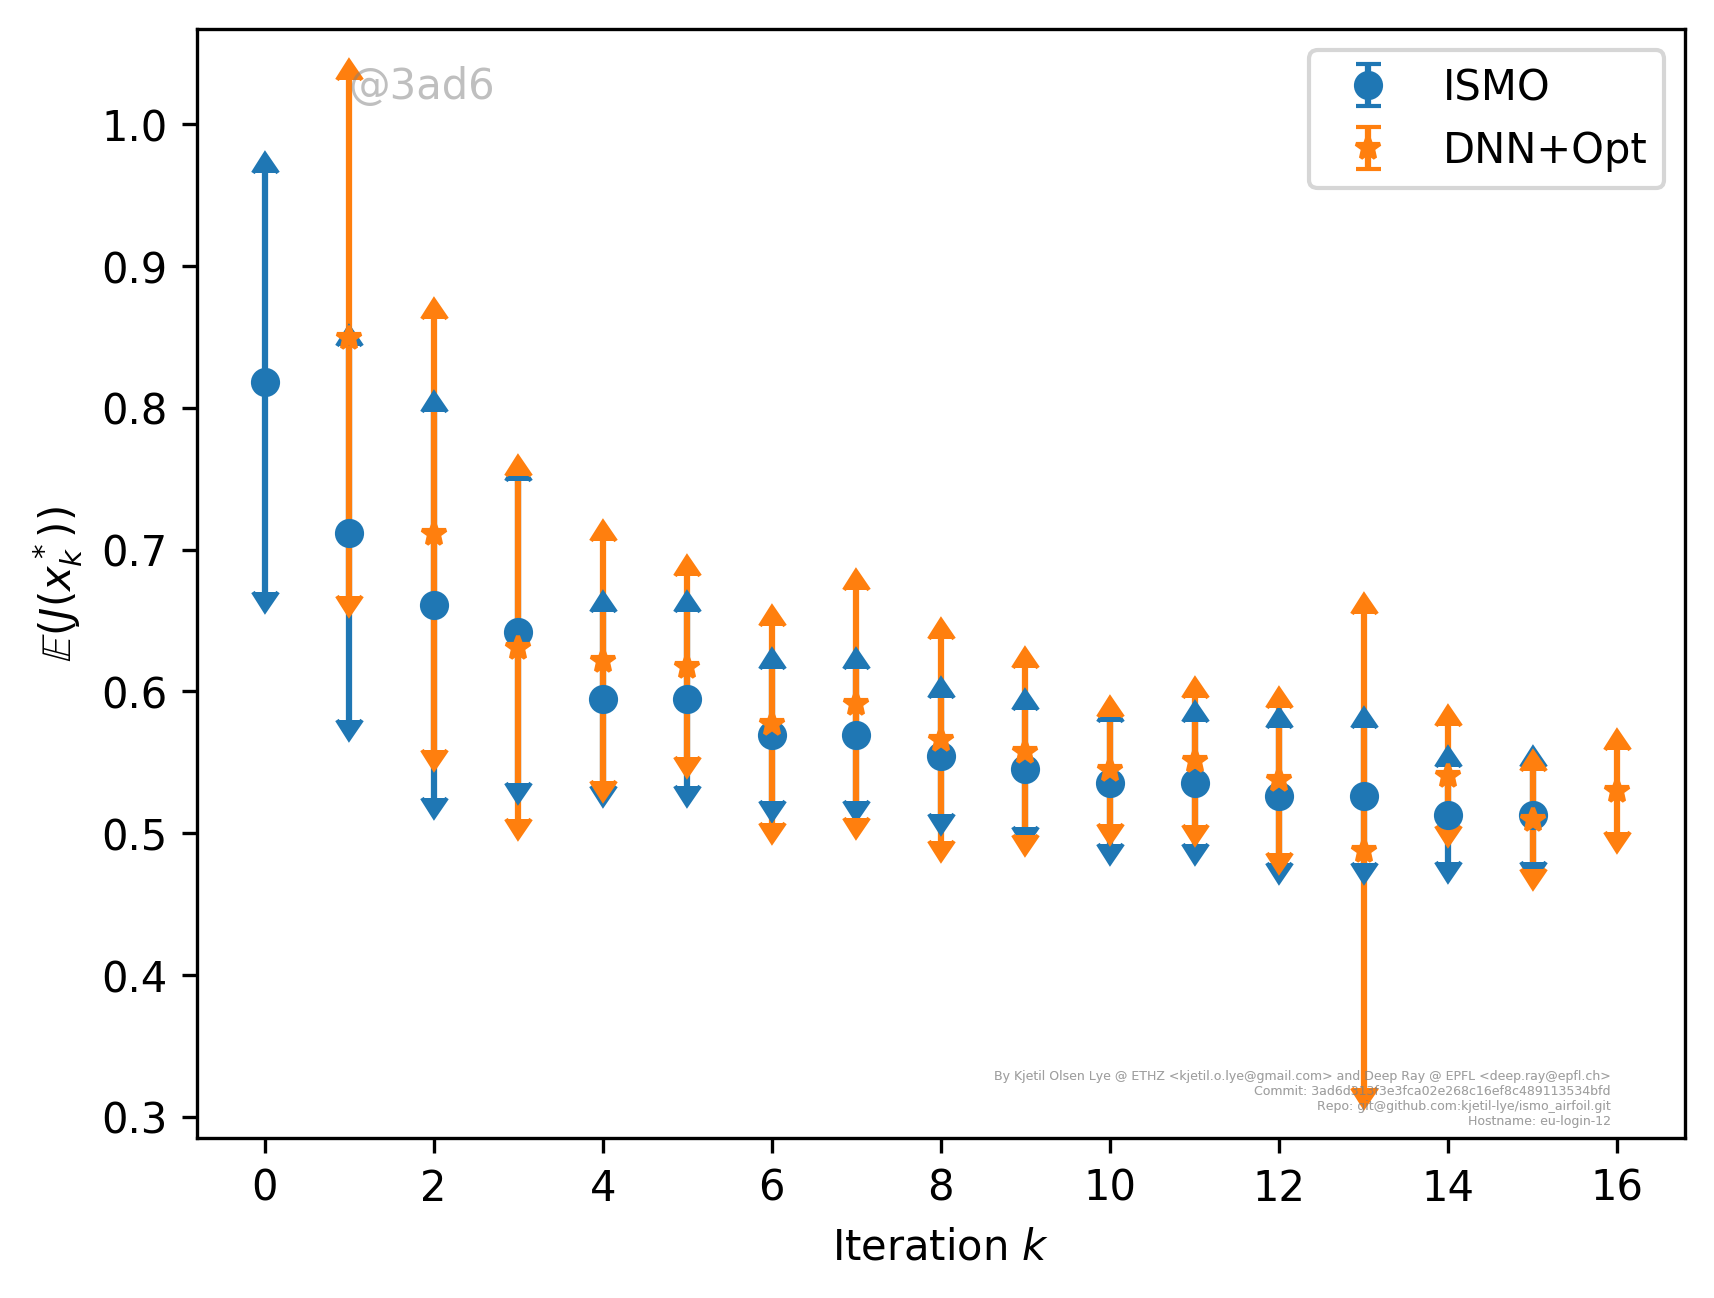 @3ad6
ISMO
DNN+Opt
1.0
0.9
0.8
0.7
0.6
0.5
0.4
0.3
𝔼(J(x*k))
By Kjetil Olsen Lye @ ETHZ <kjetil.o.lye@gmail.com> and Deep Ray @ EPFL <deep.ray@epfl.ch>
Repo: git@github.com:kjetil-lye/ismo_airfoil.git
Hostname: eu-login-12
0 2 4 6 8 10 12 14 16
Iteration k